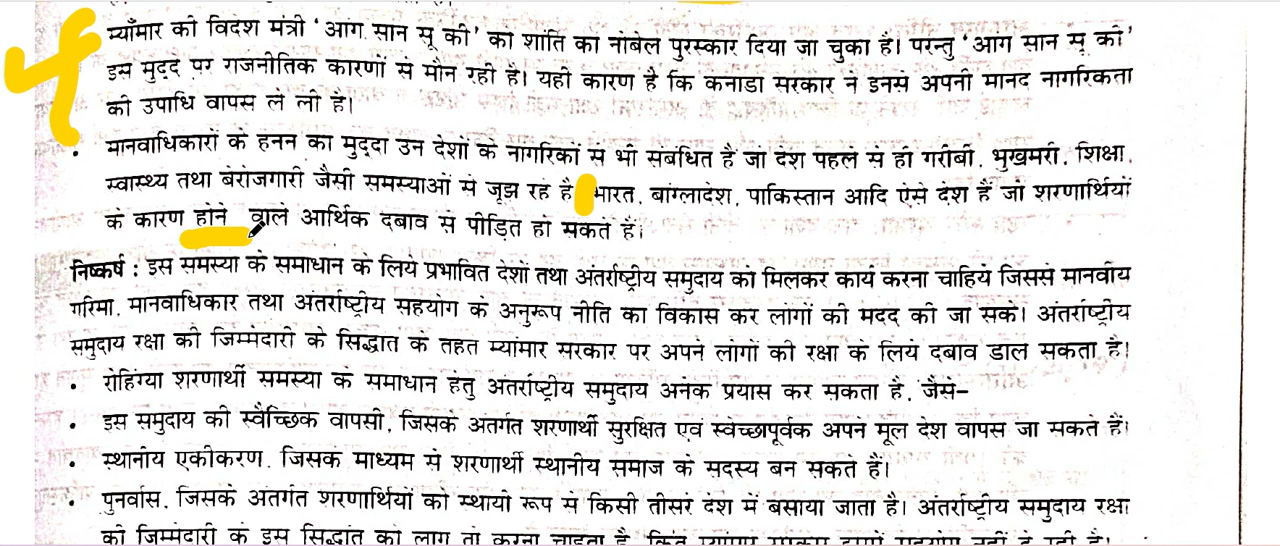 म्याँमार की विदेश मंत्री 'आंग सान सू की' को शांति का नोबेल पुरस्कार दिया जा चुका है। परन्तु 'आंग सान सू की'
इस मुद्दे पर राजनीतिक कारणों से मौन रही है। यही कारण है कि कनाडा सरकार ने इनसे अपनी मानद नागरिकता
की उपाधि वापस ले ली है।
• मानवाधिकारों के हनन का मुद्दा उन देशों के नागरिकों से भी संबंधित है जो देश पहले से ही गरीबी, भुखमरी, शिक्षा,
स्वास्थ्य तथा बेरोजगारी जैसी समस्याओं से जूझ रहे है भारत, बांग्लादेश, पाकिस्तान आदि ऐसे देश हैं जो शरणार्थियों
के कारण होने वाले आर्थिक दबाव से पीड़ित हो सकते हैं।
निष्कर्ष : इस समस्या के समाधान के लिये प्रभावित देशों तथा अंतर्राष्ट्रीय समुदाय को मिलकर कार्य करना चाहिये जिससे मानवीय
गरिमा, मानवाधिकार तथा अंतर्राष्ट्रीय सहयोग के अनुरूप नीति का विकास कर लोगों की मदद की जा सके। अंतर्राष्ट्रीय
समुदाय रक्षा की जिम्मेदारी के सिद्धांत के तहत म्यांमार सरकार पर अपने लोगों की रक्षा के लिये दबाव डाल सकता है।
• रोहिंग्या शरणार्थी समस्या के समाधान हेतु अंतर्राष्ट्रीय समुदाय अनेक प्रयास कर सकता है, जैसे–
• इस समुदाय की स्वैच्छिक वापसी, जिसके अंतर्गत शरणार्थी सुरक्षित एवं स्वेच्छापूर्वक अपने मूल देश वापस जा सकते हैं।
• स्थानीय एकीकरण, जिसके माध्यम से शरणार्थी स्थानीय समाज के सदस्य बन सकते हैं।
• पुनर्वास, जिसके अंतर्गत शरणार्थियों को स्थायी रूप से किसी तीसरे देश में बसाया जाता है। अंतर्राष्ट्रीय समुदाय रक्षा
की जिम्मेदारी के इस सिद्धांत को लागू तो करना चाहता है, किंतु म्यांमार सरकार इसमें सहयोग नहीं दे रही है।